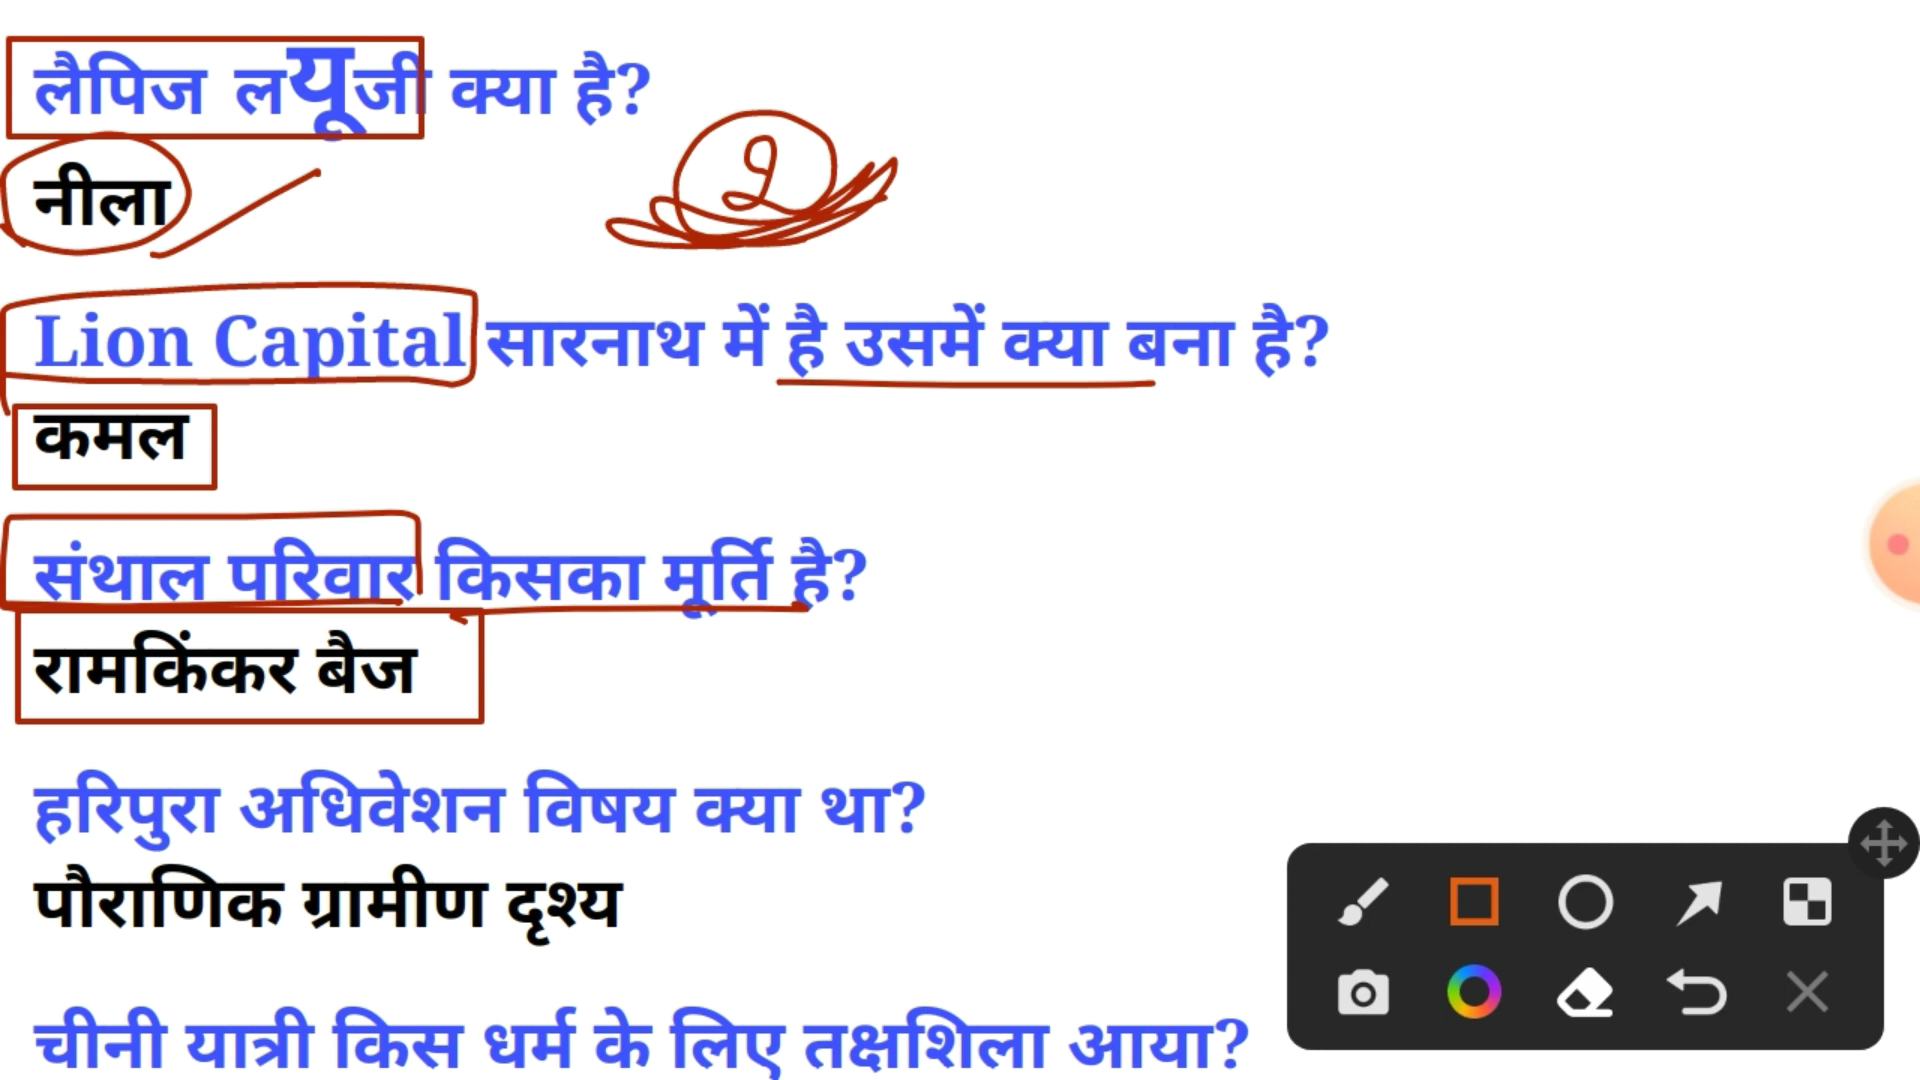 लैपिज लयूजी क्या है?
नीला
Lion Capital सारनाथ में है उसमें क्या बना है?
कमल
संथाल परिवार किसका मूर्ति है?
रामकिंकर बैज
हरिपुरा अधिवेशन विषय क्या था?
पौराणिक ग्रामीण दृश्य
चीनी यात्री किस धर्म के लिए तक्षशिला आया?